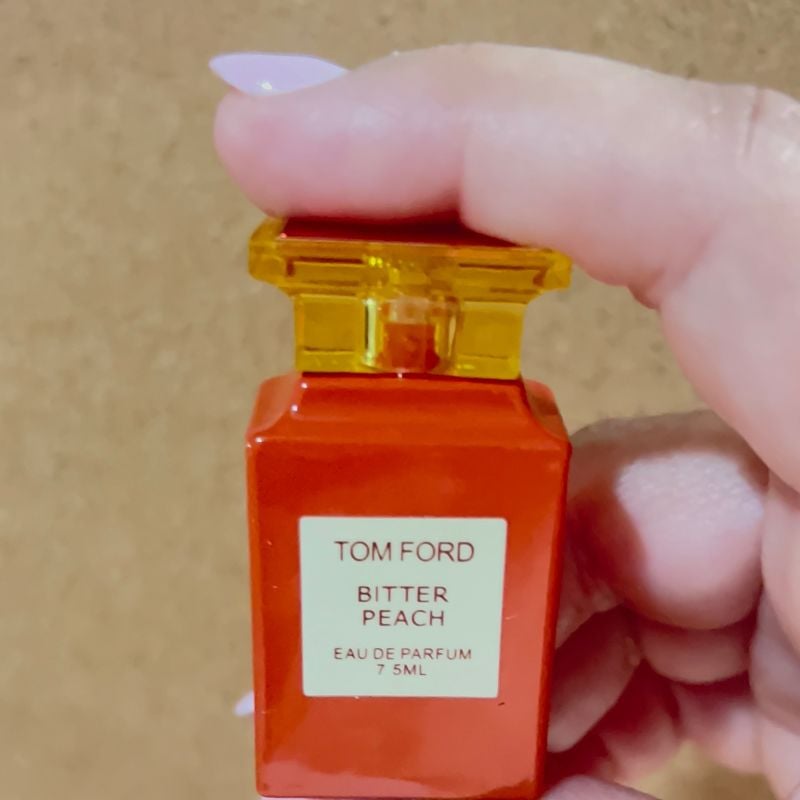 TOM FORD
BITTER
PEACH
EAU DE PARFUM
7 5ML